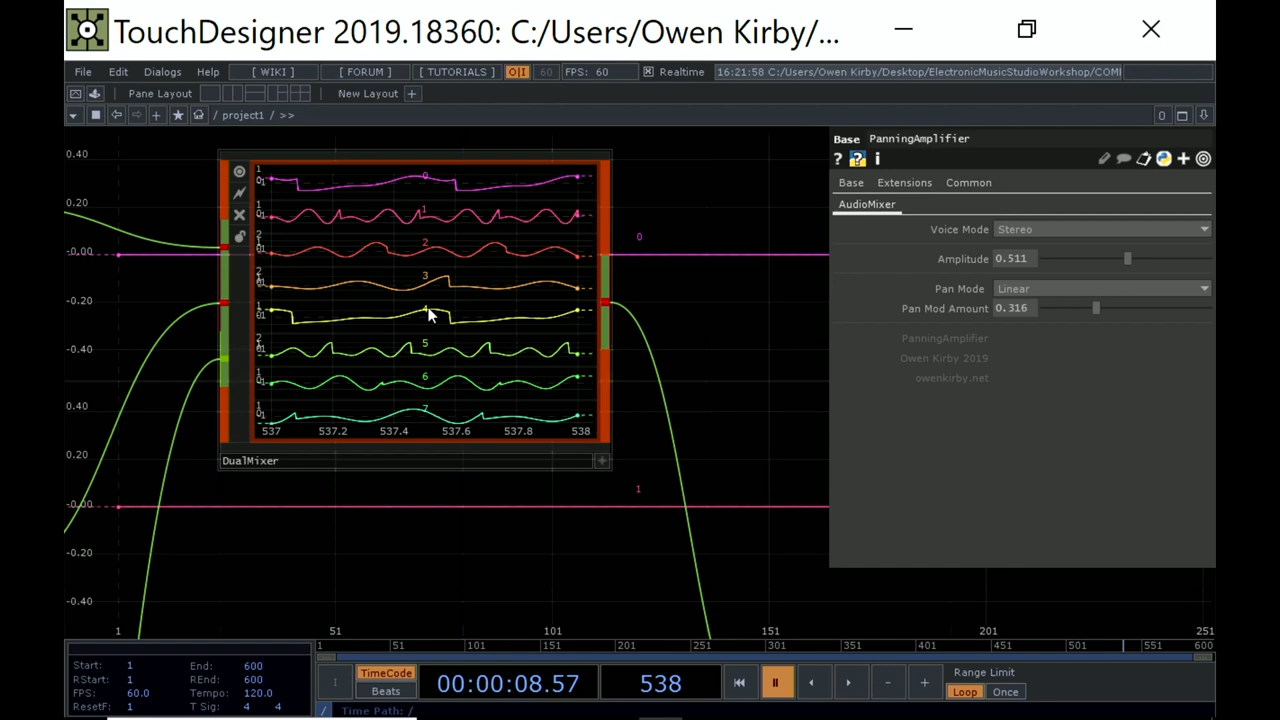 TouchDesigner 2019.18360: C:/Users/Owen Kirby/...
File Edit Dialogs Help [ WIKI ] [ FORUM ] [ TUTORIALS ] O|I 60 FPS: 60 Realtime 16:21:58 C:/Users/Owen Kirby/Desktop/ElectronicMusicStudioWorkshop/COMI
Pane Layout New Layout +
/ project1 / >> 0
Base PanningAmplifier
? ? i
Base Extensions Common
AudioMixer
Voice Mode Stereo
Amplitude 0.511
Pan Mode Linear
Pan Mod Amount 0.316
PanningAmplifier
Owen Kirby 2019
owenkirby.net
0.40
0.20
-0.00
-0.20
-0.40
0.40
0.20
-0.00
-0.20
-0.40
0
1
2
3
4
5
6
7
537 537.2 537.4 537.6 537.8 538
DualMixer
0
1
1 51 101 151 201 251
1 51 101 151 201 251 301 351 401 451 501 551 600
Start: 1 End: 600
RStart: 1 REnd: 600
FPS: 60.0 Tempo: 120.0
ResetF: 1 T Sig: 4 4
TimeCode
Beats
00:00:08.57 538
Range Limit
Loop Once
/ Time Path: /